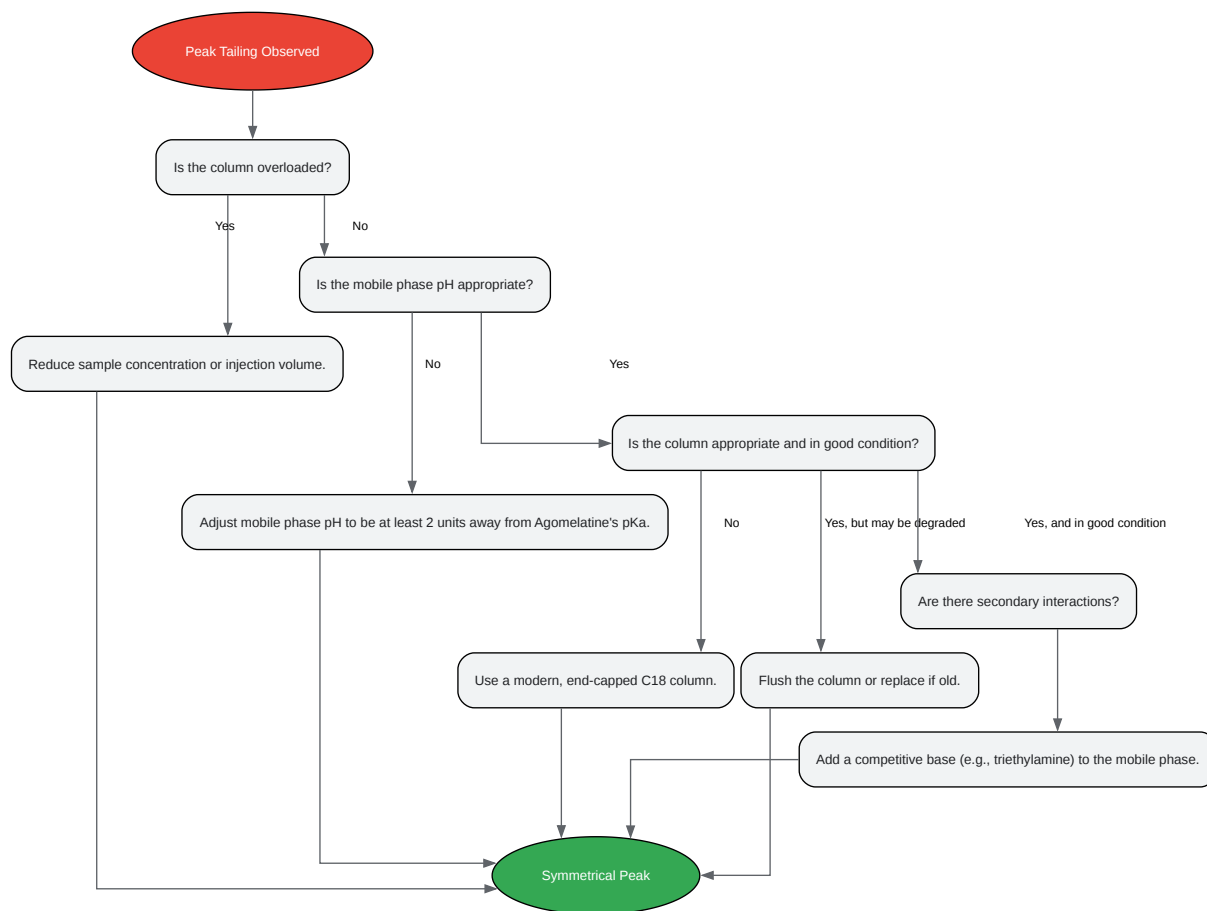 Peak Tailing Observed
Is the column overloaded?
Yes
No
Is the mobile phase pH appropriate?
Reduce sample concentration or injection volume.
No
Yes
Is the column appropriate and in good condition?
Adjust mobile phase pH to be at least 2 units away from Agomelatine's pKa.
No
Yes, but may be degraded
Yes, and in good condition
Are there secondary interactions?
Use a modern, end-capped C18 column.
Flush the column or replace if old.
Add a competitive base (e.g., triethylamine) to the mobile phase.
Symmetrical Peak